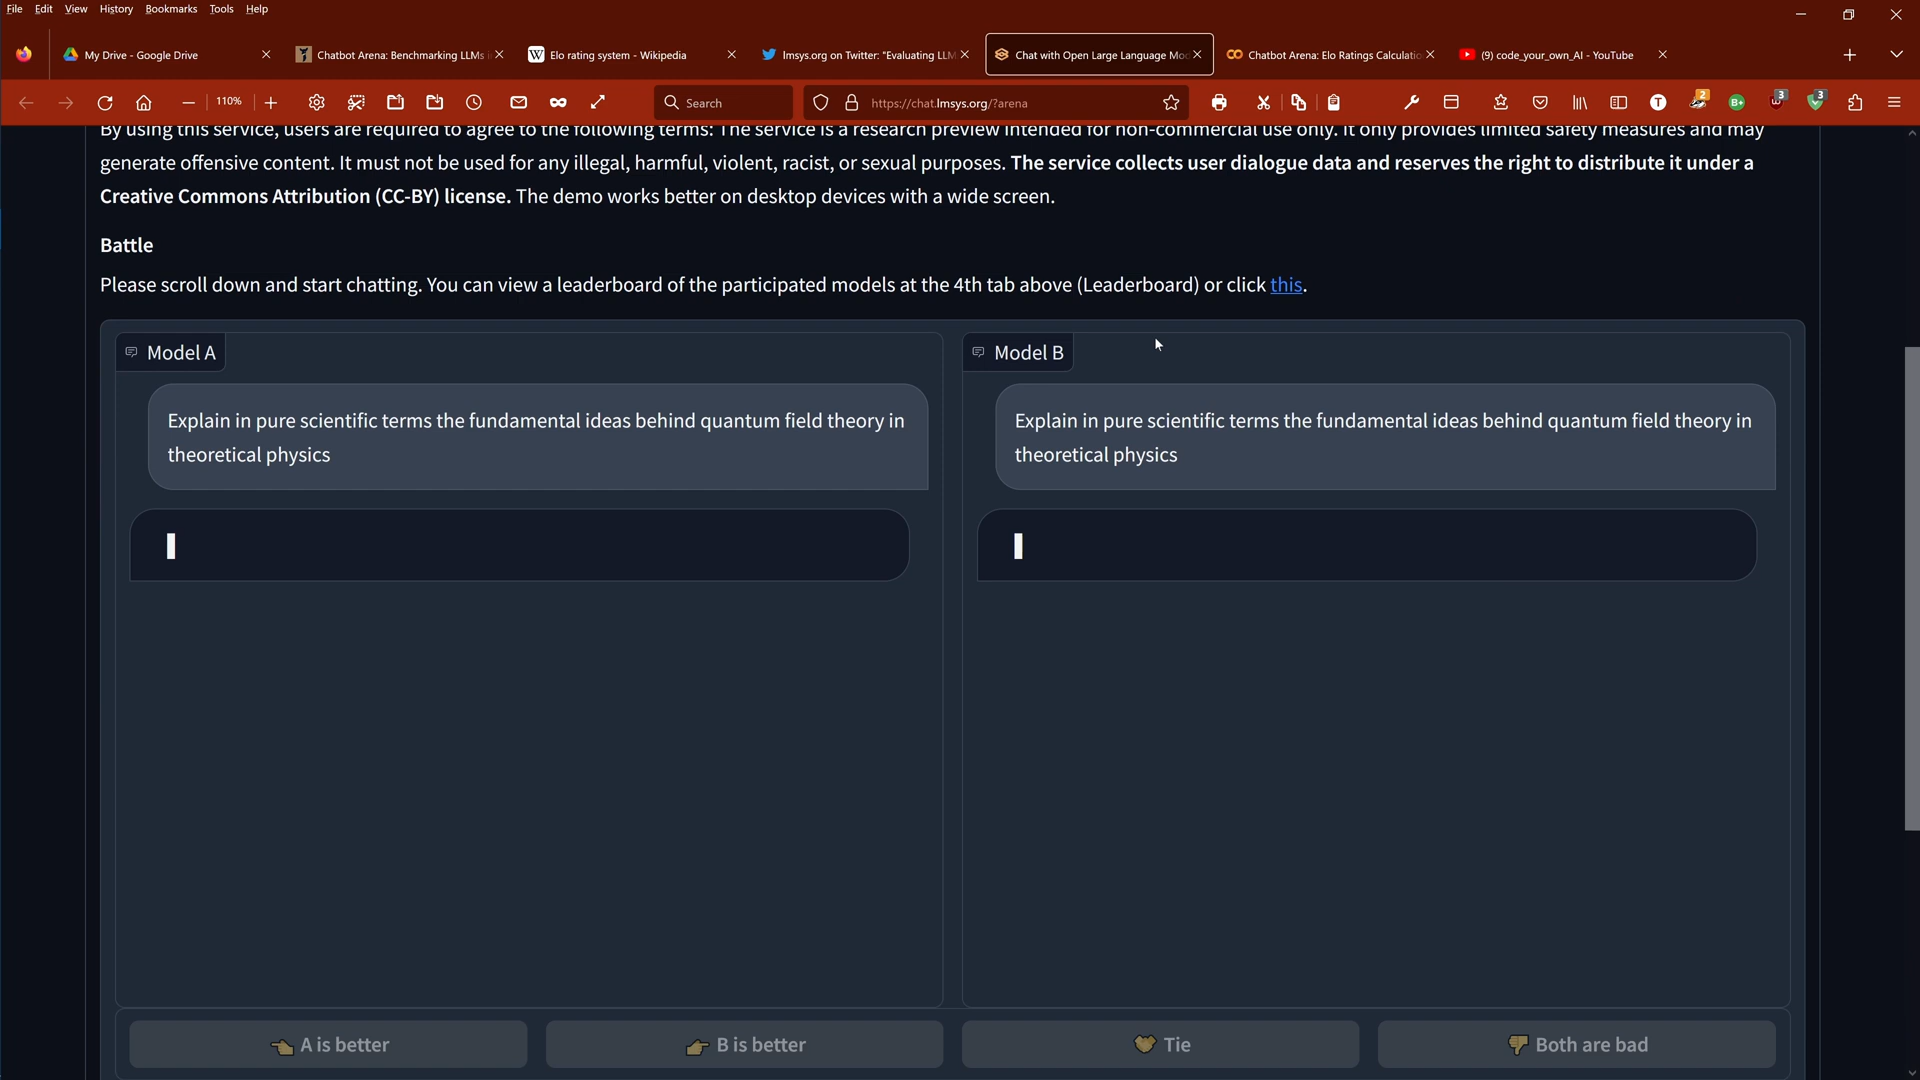 File Edit View History Bookmarks Tools Help
My Drive - Google Drive
Chatbot Arena: Benchmarking LLMs
Elo rating system - Wikipedia
lmsys.org on Twitter: "Evaluating LLM
Chat with Open Large Language Mo
Chatbot Arena: Elo Ratings Calculatio
(9) code_your_own_AI - YouTube
110%
Search
https://chat.lmsys.org/?arena
2
3
3
By using this service, users are required to agree to the following terms: The service is a research preview intended for non-commercial use only. It only provides limited safety measures and may
generate offensive content. It must not be used for any illegal, harmful, violent, racist, or sexual purposes. The service collects user dialogue data and reserves the right to distribute it under a
Creative Commons Attribution (CC-BY) license. The demo works better on desktop devices with a wide screen.
Battle
Please scroll down and start chatting. You can view a leaderboard of the participated models at the 4th tab above (Leaderboard) or click this.
Model A
Explain in pure scientific terms the fundamental ideas behind quantum field theory in
theoretical physics
Model B
Explain in pure scientific terms the fundamental ideas behind quantum field theory in
theoretical physics
A is better
B is better
Tie
Both are bad